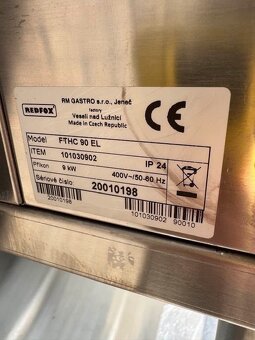 REDFOX
RM GASTRO s.r.o., Jeneč
factory
Veselí nad Lužnicí
Made in Czech Republic
CE
Model FTHC 90 EL
ITEM 101030902 IP 24
Příkon 9 kW 400V~/50-60 Hz
Sériové číslo 20010198
20010198
101030902 90010